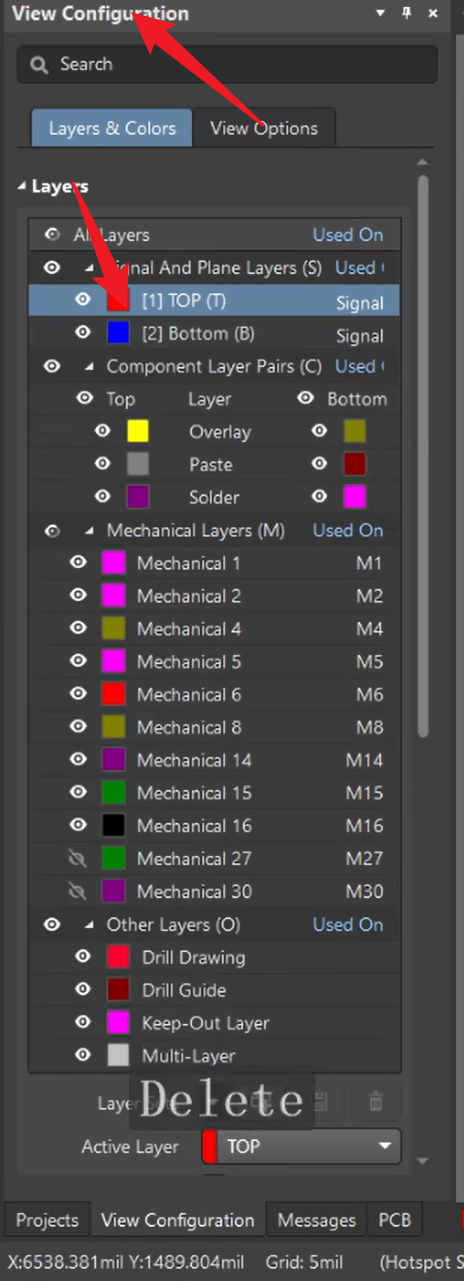 View Configuration
Search
Layers & Colors View Options
Layers
All Layers Used On
Signal And Plane Layers (S) Used
[1] TOP (T) Signal
[2] Bottom (B) Signal
Component Layer Pairs (C) Used
Top Layer Bottom
Overlay
Paste
Solder
Mechanical Layers (M) Used On
Mechanical 1 M1
Mechanical 2 M2
Mechanical 4 M4
Mechanical 5 M5
Mechanical 6 M6
Mechanical 8 M8
Mechanical 14 M14
Mechanical 15 M15
Mechanical 16 M16
Mechanical 27 M27
Mechanical 30 M30
Other Layers (O) Used On
Drill Drawing
Drill Guide
Keep-Out Layer
Multi-Layer
Layer
Delete
Active Layer TOP
Projects View Configuration Messages PCB
X:6538.381mil Y:1489.804mil Grid: 5mil (Hotspot S